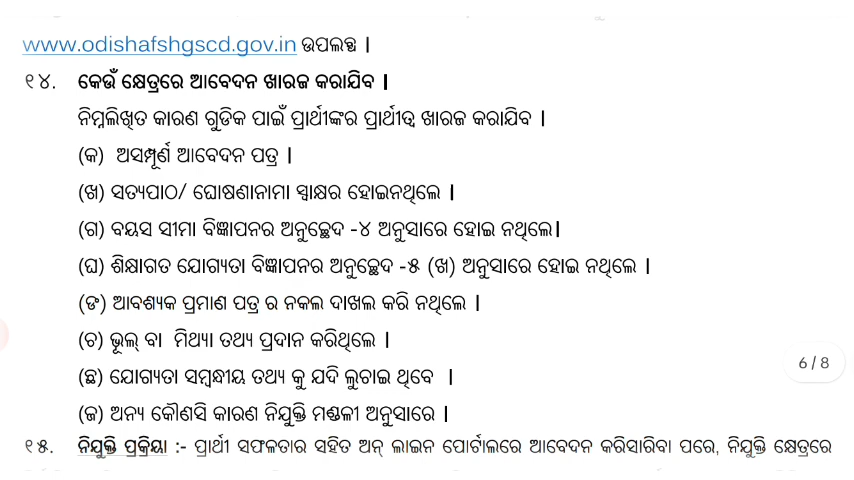 www.odishafshgscd.gov.in ଉପଲବ୍ଧ |
୧୪. କେଉଁ କ୍ଷେତ୍ରରେ ଆବେଦନ ଖାରଜ କରାଯିବ |
ନିମ୍ନଲିଖିତ କାରଣ ଗୁଡିକ ପାଇଁ ପ୍ରାର୍ଥୀଙ୍କର ପ୍ରାର୍ଥୀତ୍ୱ ଖାରଜ କରାଯିବ |
(କ) ଅସମ୍ପୂର୍ଣ ଆବେଦନ ପତ୍ର |
(ଖ) ସତ୍ୟପାଠ/ ଘୋଷଣାନାମା ସ୍ୱାକ୍ଷର ହୋଇନଥିଲେ |
(ଗ) ବୟସ ସୀମା ବିଜ୍ଞାପନର ଅନୁଚ୍ଛେଦ -୪ ଅନୁସାରେ ହୋଇ ନଥିଲେ|
(ଘ) ଶିକ୍ଷାଗତ ଯୋଗ୍ୟତା ବିଜ୍ଞାପନର ଅନୁଚ୍ଛେଦ -୫ (ଖ) ଅନୁସାରେ ହୋଇ ନଥିଲେ |
(ଙ) ଆବଶ୍ୟକ ପ୍ରମାଣ ପତ୍ର ର ନକଲ ଦାଖଲ କରି ନଥିଲେ |
(ଚ) ଭୂଲ୍ ବା ମିଥ୍ୟା ତଥ୍ୟ ପ୍ରଦାନ କରିଥିଲେ |
(ଛ) ଯୋଗ୍ୟତା ସମ୍ବନ୍ଧୀୟ ତଥ୍ୟ କୁ ଯଦି ଲୁଚାଇ ଥିବେ |
(ଜ) ଅନ୍ୟ କୌଣସି କାରଣ ନିଯୁକ୍ତି ମଣ୍ଡଳୀ ଅନୁସାରେ |
6/8
୧୫. ନିଯୁକ୍ତି ପ୍ରକ୍ରିୟା :- ପ୍ରାର୍ଥୀ ସଫଳତାର ସହିତ ଅନ୍ ଲାଇନ ପୋର୍ଟାଲରେ ଆବେଦନ କରିସାରିବା ପରେ, ନିଯୁକ୍ତି କ୍ଷେତ୍ରରେ